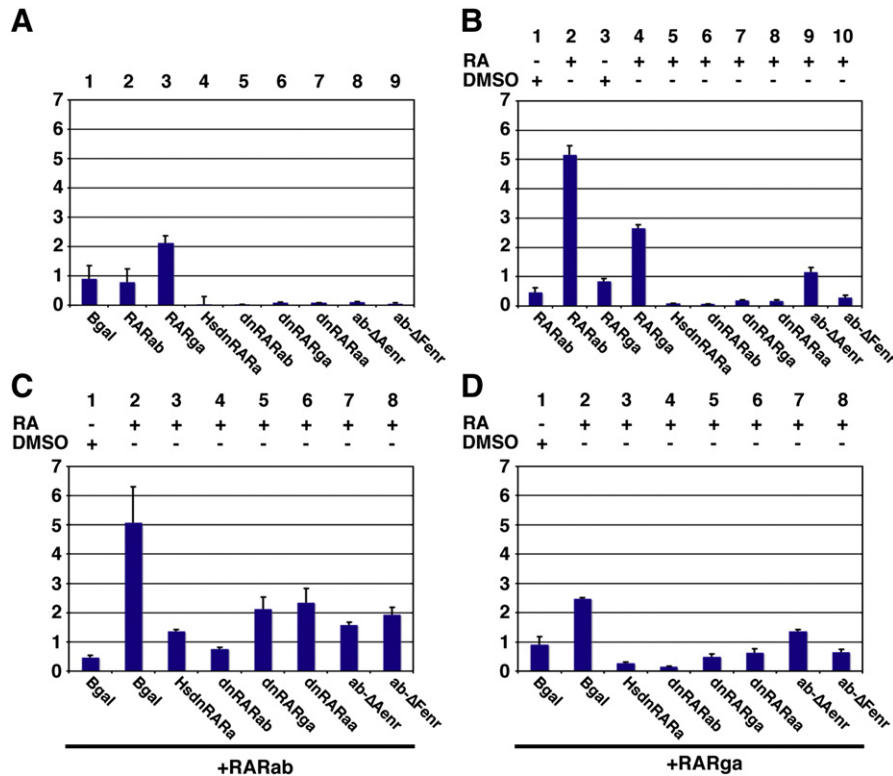 A
1 2 3 4 5 6 7 8 9
7
6
5
4
3
2
1
0
Bgal
RARab
RARga
HsdnRARa
dnRARab
dnRARga
dnRARaa
ab-ΔAenr
ab-ΔFenr
B
1 2 3 4 5 6 7 8 9 10
RA - + - + + + + + + +
DMSO + - + - - - - - - -
7
6
5
4
3
2
1
0
RARab
RARab
RARga
RARga
HsdnRARa
dnRARab
dnRARga
dnRARaa
ab-ΔAenr
ab-ΔFenr
C
1 2 3 4 5 6 7 8
RA - + + + + + + +
DMSO + - - - - - - -
7
6
5
4
3
2
1
0
Bgal
Bgal
HsdnRARa
dnRARab
dnRARga
dnRARaa
ab-ΔAenr
ab-ΔFenr
+RARab
D
1 2 3 4 5 6 7 8
RA - + + + + + + +
DMSO + - - - - - - -
7
6
5
4
3
2
1
0
Bgal
Bgal
HsdnRARa
dnRARab
dnRARga
dnRARaa
ab-ΔAenr
ab-ΔFenr
+RARga